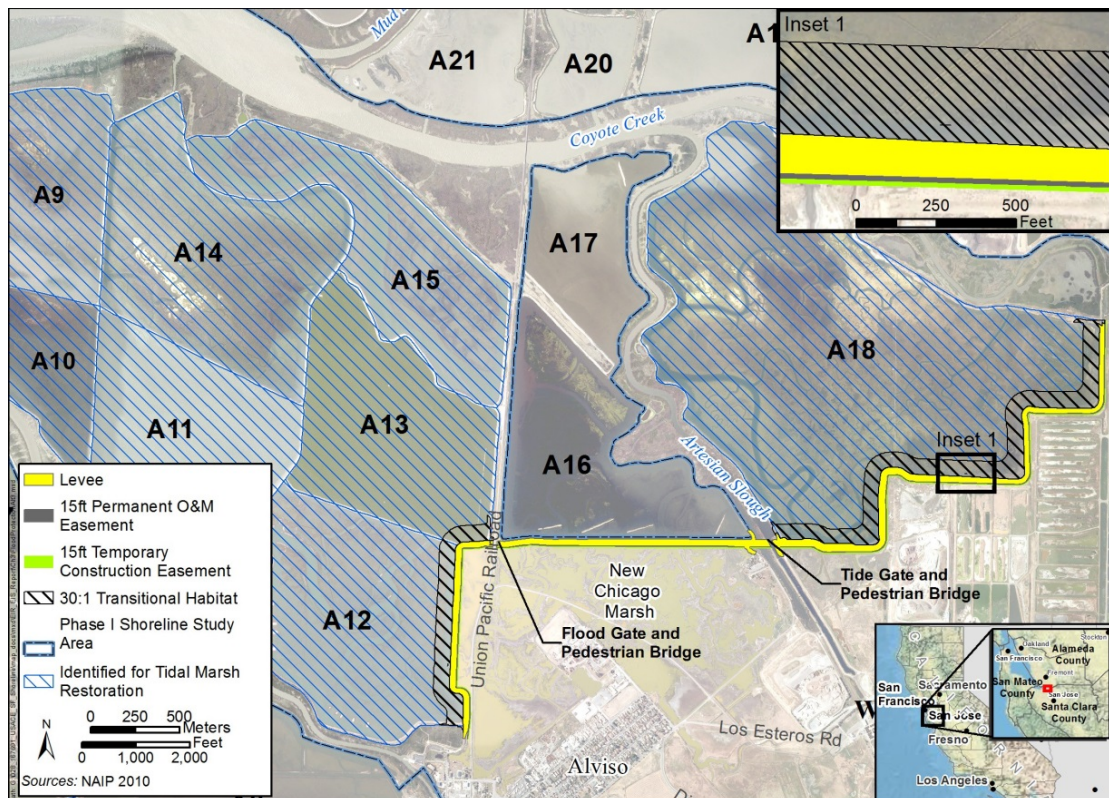 Mud
A21
A20
A1
Inset 1
0 250 500
Feet
Coyote Creek
A9
A14
A17
A15
A18
A10
A11
A13
A16
Artesian Slough
Inset 1
Levee
15ft Permanent O&M
Easement
15ft Temporary
Construction Easement
30:1 Transitional Habitat
Phase I Shoreline Study
Area
Identified for Tidal Marsh
Restoration
N
0 250 500
Meters
Feet
0 1,000 2,000
Sources: NAIP 2010
A12
Union Pacific Railroad
New
Chicago
Marsh
Flood Gate and
Pedestrian Bridge
Tide Gate and
Pedestrian Bridge
Los Esteros Rd
Alviso
W
San
Francisco
Sacramento
San Jose
Fresno
Los Angeles
Stockton
Oakland
Alameda
County
San Francisco
Fremont
San Mateo
County
San Jose
Santa Clara
County